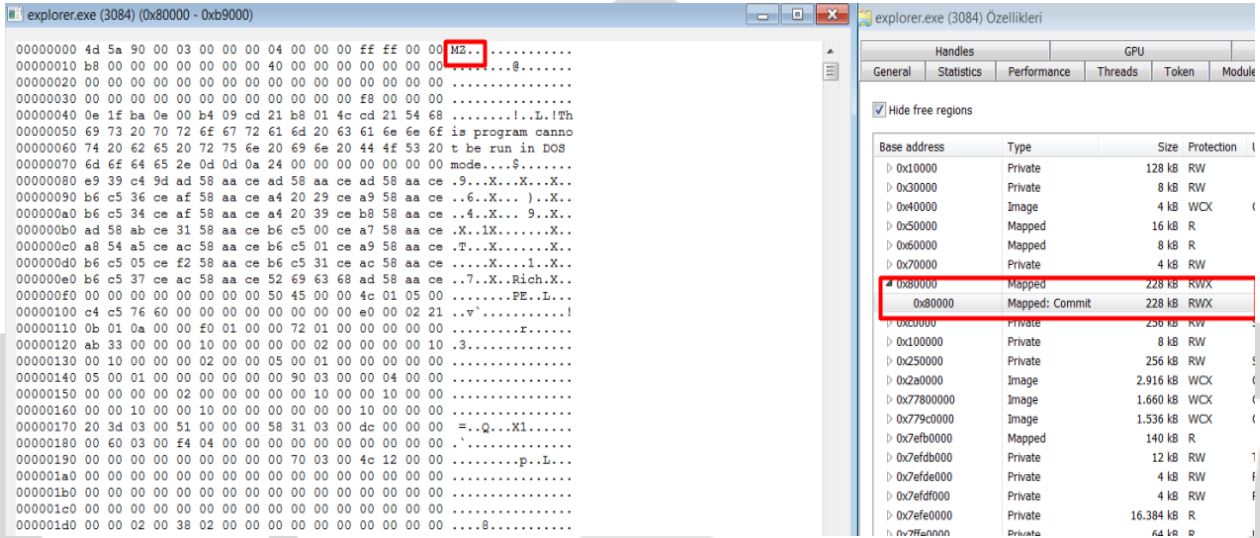 explorer.exe (3084) (0x80000 - 0xb9000)
00000000 4d 5a 90 00 03 00 00 00 04 00 00 00 ff ff 00 00 MZ..............
00000010 b8 00 00 00 00 00 00 00 40 00 00 00 00 00 00 00 ........@.......
00000020 00 00 00 00 00 00 00 00 00 00 00 00 00 00 00 00 ................
00000030 00 00 00 00 00 00 00 00 00 00 00 00 f8 00 00 00 ................
00000040 0e 1f ba 0e 00 b4 09 cd 21 b8 01 4c cd 21 54 68 ........!..L.!Th
00000050 69 73 20 70 72 6f 67 72 61 6d 20 63 61 6e 6e 6f is program canno
00000060 74 20 62 65 20 72 75 6e 20 69 6e 20 44 4f 53 20 t be run in DOS
00000070 6d 6f 64 65 2e 0d 0d 0a 24 00 00 00 00 00 00 00 mode....$.......
00000080 e9 39 c4 9d ad 58 aa ce ad 58 aa ce ad 58 aa ce .9...X...X...X..
00000090 b6 c5 36 ce af 58 aa ce a4 20 29 ce a9 58 aa ce ..6..X... )..X..
000000a0 b6 c5 34 ce af 58 aa ce a4 20 39 ce b8 58 aa ce ..4..X... 9..X..
000000b0 ad 58 ab ce 31 58 aa ce b6 c5 00 ce a7 58 aa ce .X..1X.......X..
000000c0 a8 54 a5 ce ac 58 aa ce b6 c5 01 ce a9 58 aa ce .T...X.......X..
000000d0 b6 c5 05 ce f2 58 aa ce b6 c5 31 ce ac 58 aa ce .....X....1..X..
000000e0 b6 c5 37 ce ac 58 aa ce 52 69 63 68 ad 58 aa ce ..7..X..Rich.X..
000000f0 00 00 00 00 00 00 00 00 50 45 00 00 4c 01 05 00 ........PE..L...
00000100 c4 c5 76 60 00 00 00 00 00 00 00 00 e0 00 02 21 ..v`...........!
00000110 0b 01 0a 00 00 f0 01 00 00 72 01 00 00 00 00 00 .........r......
00000120 ab 33 00 00 00 10 00 00 00 00 02 00 00 00 00 10 .3..............
00000130 00 10 00 00 00 02 00 00 05 00 01 00 00 00 00 00 ................
00000140 05 00 01 00 00 00 00 00 00 90 03 00 00 04 00 00 ................
00000150 00 00 00 00 02 00 00 00 00 00 10 00 00 10 00 00 ................
00000160 00 00 10 00 00 10 00 00 00 00 00 00 10 00 00 00 ................
00000170 20 3d 03 00 51 00 00 00 58 31 03 00 dc 00 00 00 =..Q...X1......
00000180 00 60 03 00 f4 04 00 00 00 00 00 00 00 00 00 00 .`..............
00000190 00 00 00 00 00 00 00 00 00 70 03 00 4c 12 00 00 .........p..L...
000001a0 00 00 00 00 00 00 00 00 00 00 00 00 00 00 00 00 ................
000001b0 00 00 00 00 00 00 00 00 00 00 00 00 00 00 00 00 ................
000001c0 00 00 00 00 00 00 00 00 00 00 00 00 00 00 00 00 ................
000001d0 00 00 02 00 38 02 00 00 00 00 00 00 00 00 00 00 ....8...........
explorer.exe (3084) Özellikleri
Handles GPU
General Statistics Performance Threads Token Module
Hide free regions
Base address Type Size Protection
0x10000 Private 128 kB RW
0x30000 Private 8 kB RW
0x40000 Image 4 kB WCX
0x50000 Mapped 16 kB R
0x60000 Mapped 8 kB R
0x70000 Private 4 kB RW
0x80000 Mapped 228 kB RWX
0x80000 Mapped: Commit 228 kB RWX
0xc0000 Private 256 kB RW
0x100000 Private 8 kB RW
0x250000 Private 256 kB RW
0x2a0000 Image 2.916 kB WCX
0x77800000 Image 1.660 kB WCX
0x779c0000 Image 1.536 kB WCX
0x7efb0000 Mapped 140 kB R
0x7efdb000 Private 12 kB RW
0x7efde000 Private 4 kB RW
0x7efdf000 Private 4 kB RW
0x7efe0000 Private 16.384 kB R
0x7ffe0000 Private 64 kB R